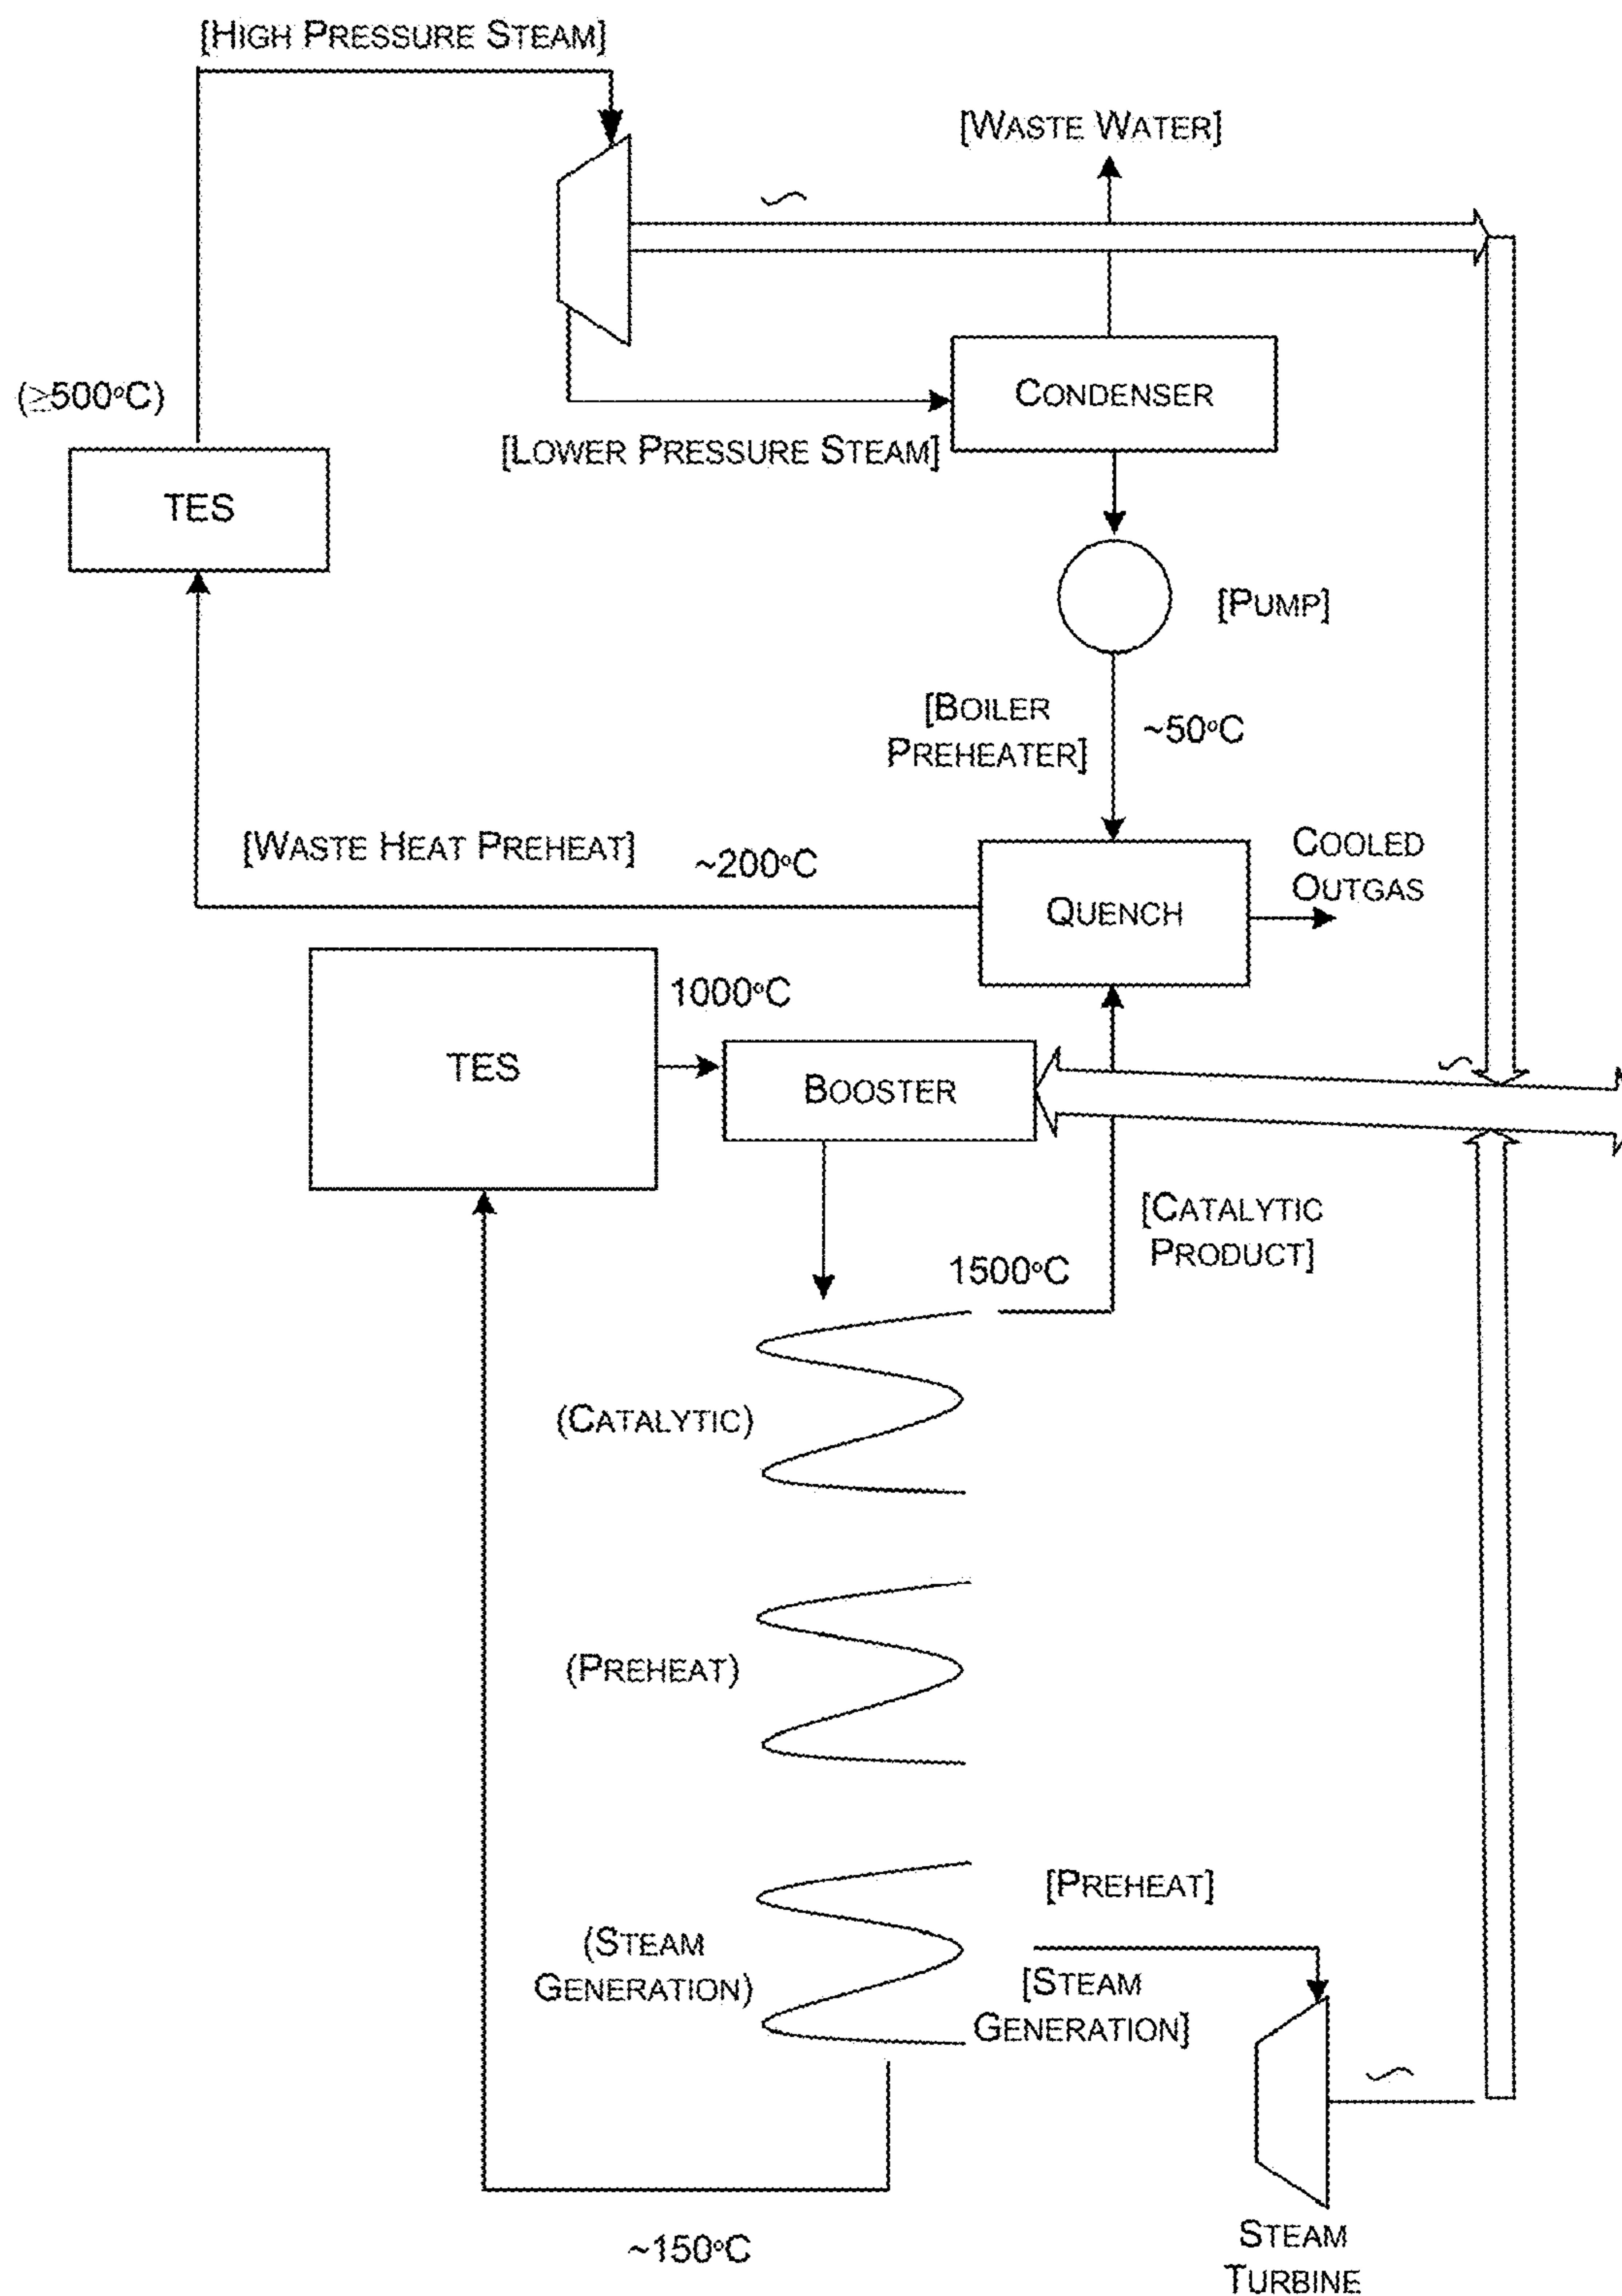 [HIGH PRESSURE STEAM]
[WASTE WATER]
(≥500°C)
CONDENSER
[LOWER PRESSURE STEAM]
TES
[PUMP]
[BOILER
PREHEATER]
~50°C
[WASTE HEAT PREHEAT]
~200°C
COOLED
OUTGAS
QUENCH
1000°C
TES
BOOSTER
[CATALYTIC
PRODUCT]
1500°C
(CATALYTIC)
(PREHEAT)
[PREHEAT]
(STEAM
GENERATION)
[STEAM
GENERATION]
~150°C
STEAM
TURBINE